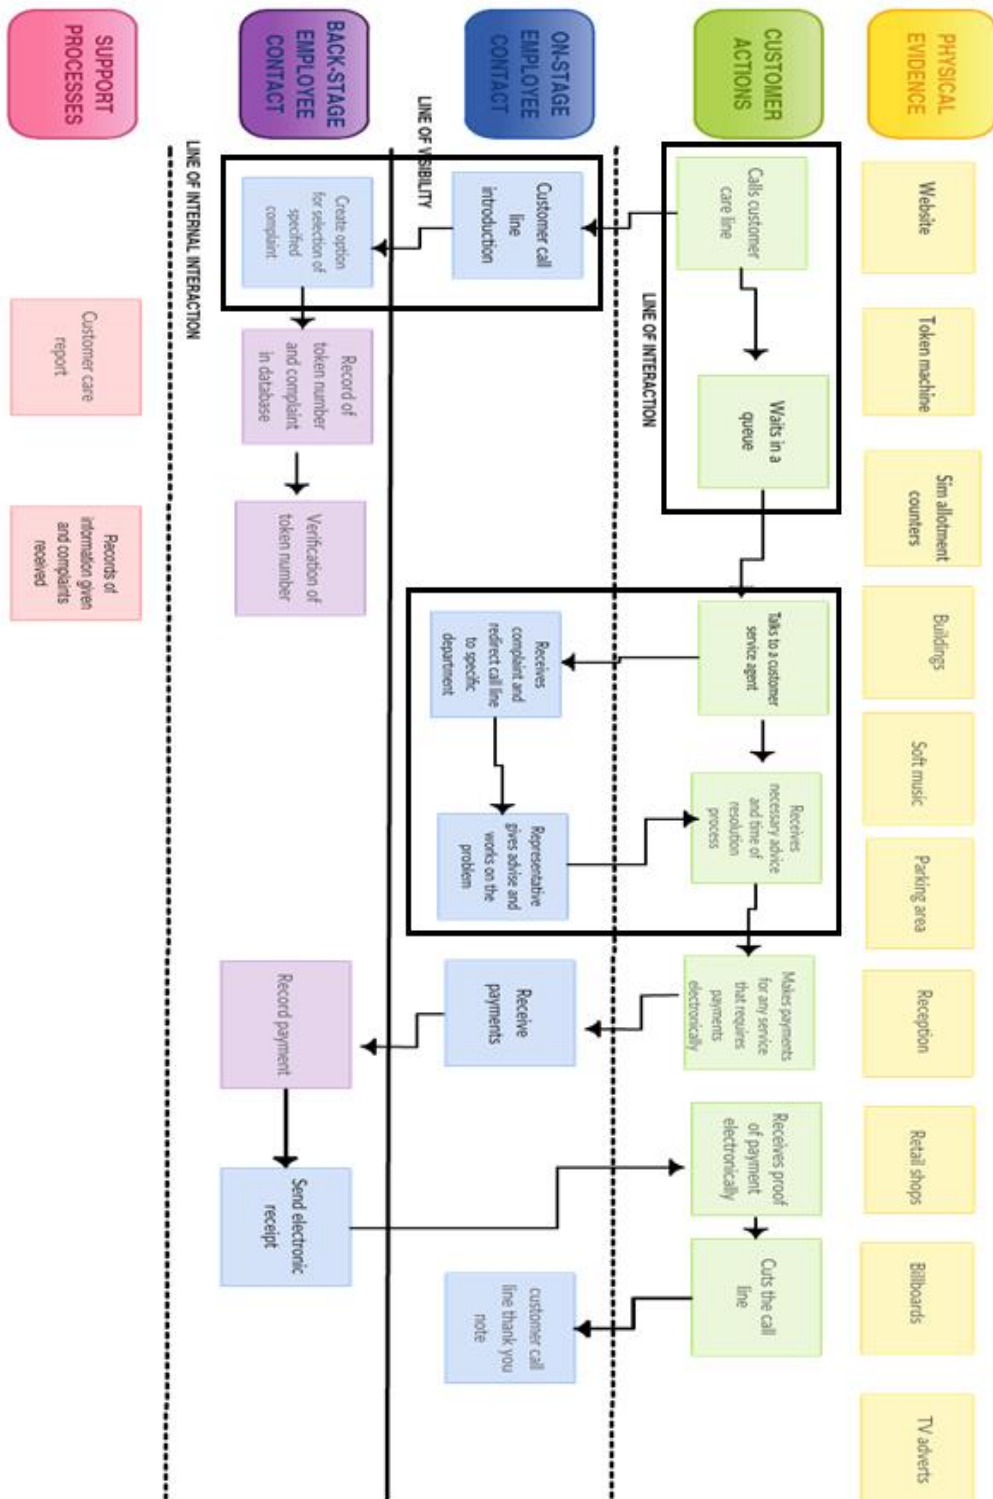 PHYSICAL
EVIDENCE
Website
Token machine
Sim allotment
counters
Buildings
Soft music
Parking area
Reception
Retail shops
Billboards
TV adverts
CUSTOMER
ACTIONS
Calls customer
care line
Waits in a
queue
Talks to a customer
service agent
Receives
necessary advice
and time of
resolution
process
Makes payments
for any service
that requires
payments
electronically
Receives proof
of payment
electronically
Cuts the call
line
LINE OF INTERACTION
ON-STAGE
EMPLOYEE
CONTACT
Customer call
line
introduction
Receives
complaint and
redirect call line
to specific
department
Representative
gives advise and
works on the
problem
Receive
payments
customer call
line thank you
note
LINE OF VISIBILITY
BACK-STAGE
EMPLOYEE
CONTACT
Create option
for selection of
specified
complaint
Record of
token number
and complaint
in database
Verification of
token number
Record payment
Send electronic
receipt
LINE OF INTERNAL INTERACTION
SUPPORT
PROCESSES
Customer care
report
Records of
information given
and complaints
received